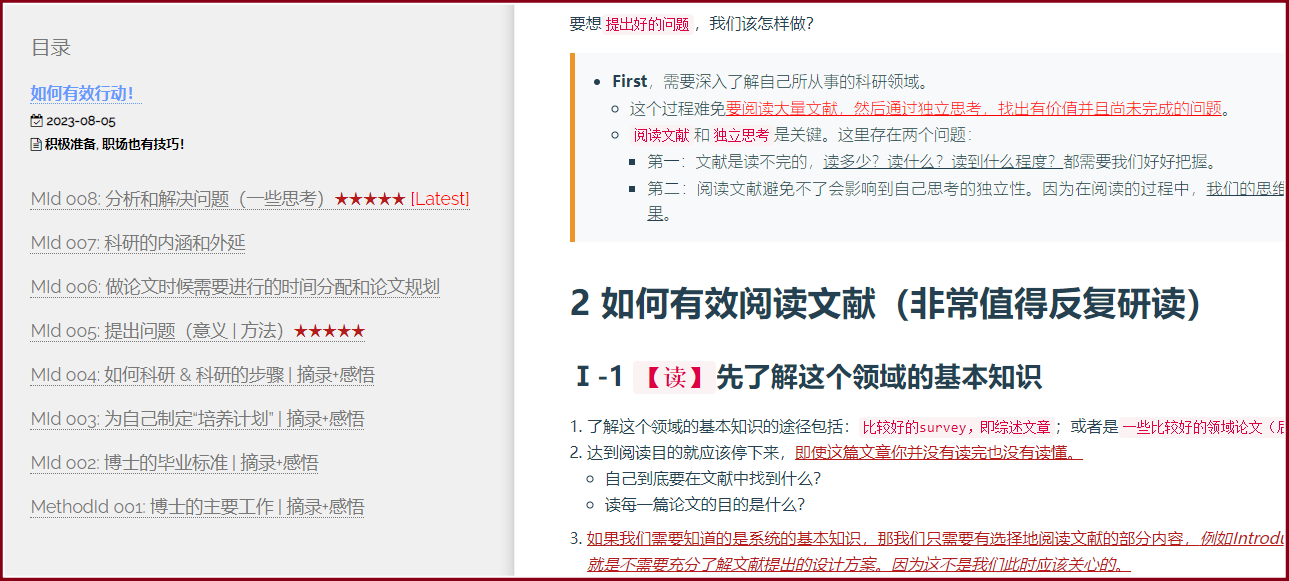 目录
如何有效行动！
2023-08-05
积极准备, 职场也有技巧！
MId 008: 分析和解决问题（一些思考）★★★★★ [Latest]
MId 007: 科研的内涵和外延
MId 006: 做论文时候需要进行的时间分配和论文规划
MId 005: 提出问题（意义 | 方法）★★★★★
MId 004: 如何科研 & 科研的步骤 | 摘录+感悟
MId 003: 为自己制定“培养计划” | 摘录+感悟
MId 002: 博士的毕业标准 | 摘录+感悟
MethodId 001: 博士的主要工作 | 摘录+感悟
要想 提出好的问题 ，我们该怎样做？
First，需要深入了解自己所从事的科研领域。
这个过程难免要阅读大量文献，然后通过独立思考，找出有价值并且尚未完成的问题。
阅读文献 和 独立思考 是关键。这里存在两个问题：
第一：文献是读不完的，读多少？读什么？读到什么程度？都需要我们好好把握。
第二：阅读文献避免不了会影响到自己思考的独立性。因为在阅读的过程中，我们的思维
果。
2 如何有效阅读文献（非常值得反复研读）
Ⅰ-1 【读】先了解这个领域的基本知识
1. 了解这个领域的基本知识的途径包括：比较好的survey，即综述文章；或者是 一些比较好的领域论文（
2. 达到阅读目的就应该停下来，即使这篇文章你并没有读完也没有读懂。
自己到底要在文献中找到什么？
读每一篇论文的目的是什么？
3. 如果我们需要知道的是系统的基本知识，那我们只需要有选择地阅读文献的部分内容，例如Introdu
就是不需要充分了解文献提出的设计方案。因为这不是我们此时应该关心的。